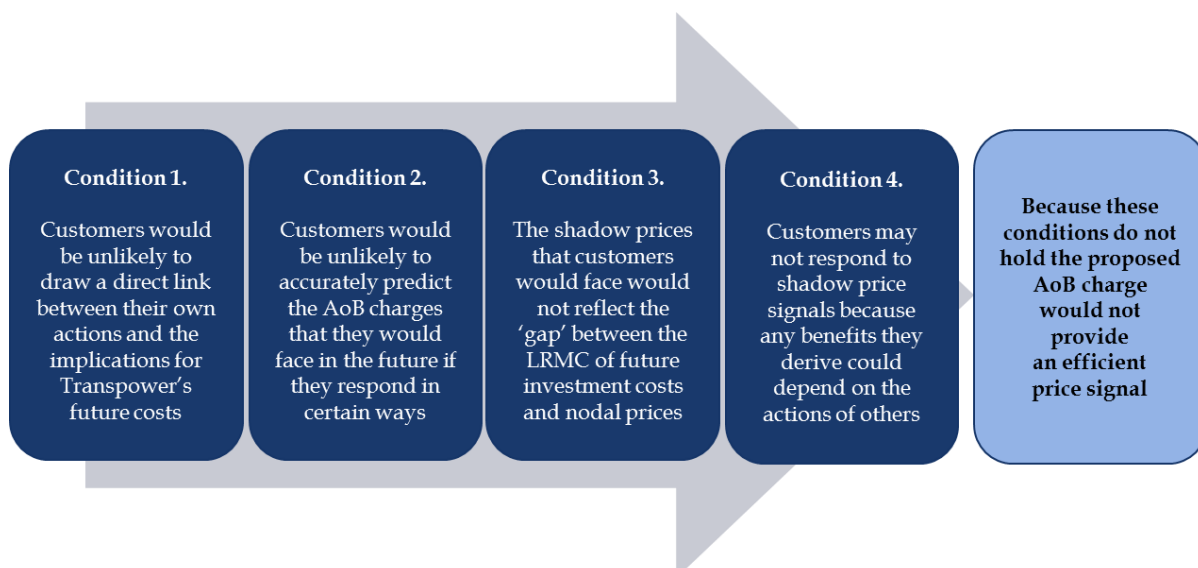 Condition 1.
Customers would
be unlikely to
draw a direct link
between their own
actions and the
implications for
Transpower's
future costs
Condition 2.
Customers would
be unlikely to
accurately predict
the AoB charges
that they would
face in the future if
they respond in
certain ways
Condition 3.
The shadow prices
that customers
would face would
not reflect the
‘gap’ between the
LRMC of future
investment costs
and nodal prices
Condition 4.
Customers may
not respond to
shadow price
signals because
any benefits they
derive could
depend on the
actions of others
Because these
conditions do not
hold the proposed
AoB charge
would not
provide
an efficient
price signal